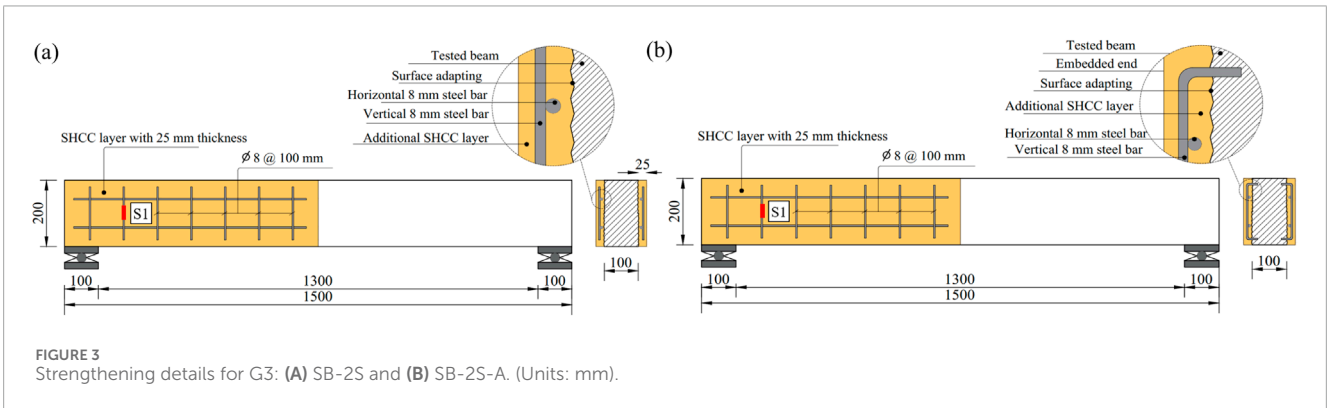 (a)
Tested beam
Surface adapting
Horizontal 8 mm steel bar
Vertical 8 mm steel bar
Additional SHCC layer
SHCC layer with 25 mm thickness
Ø 8 @ 100 mm
25
S1
200
100
100
1300
100
1500
(b)
Tested beam
Embedded end
Surface adapting
Additional SHCC layer
Horizontal 8 mm steel bar
Vertical 8 mm steel bar
SHCC layer with 25 mm thickness
Ø 8 @ 100 mm
S1
200
100
100
1300
100
1500
FIGURE 3
Strengthening details for G3: (A) SB-2S and (B) SB-2S-A. (Units: mm).